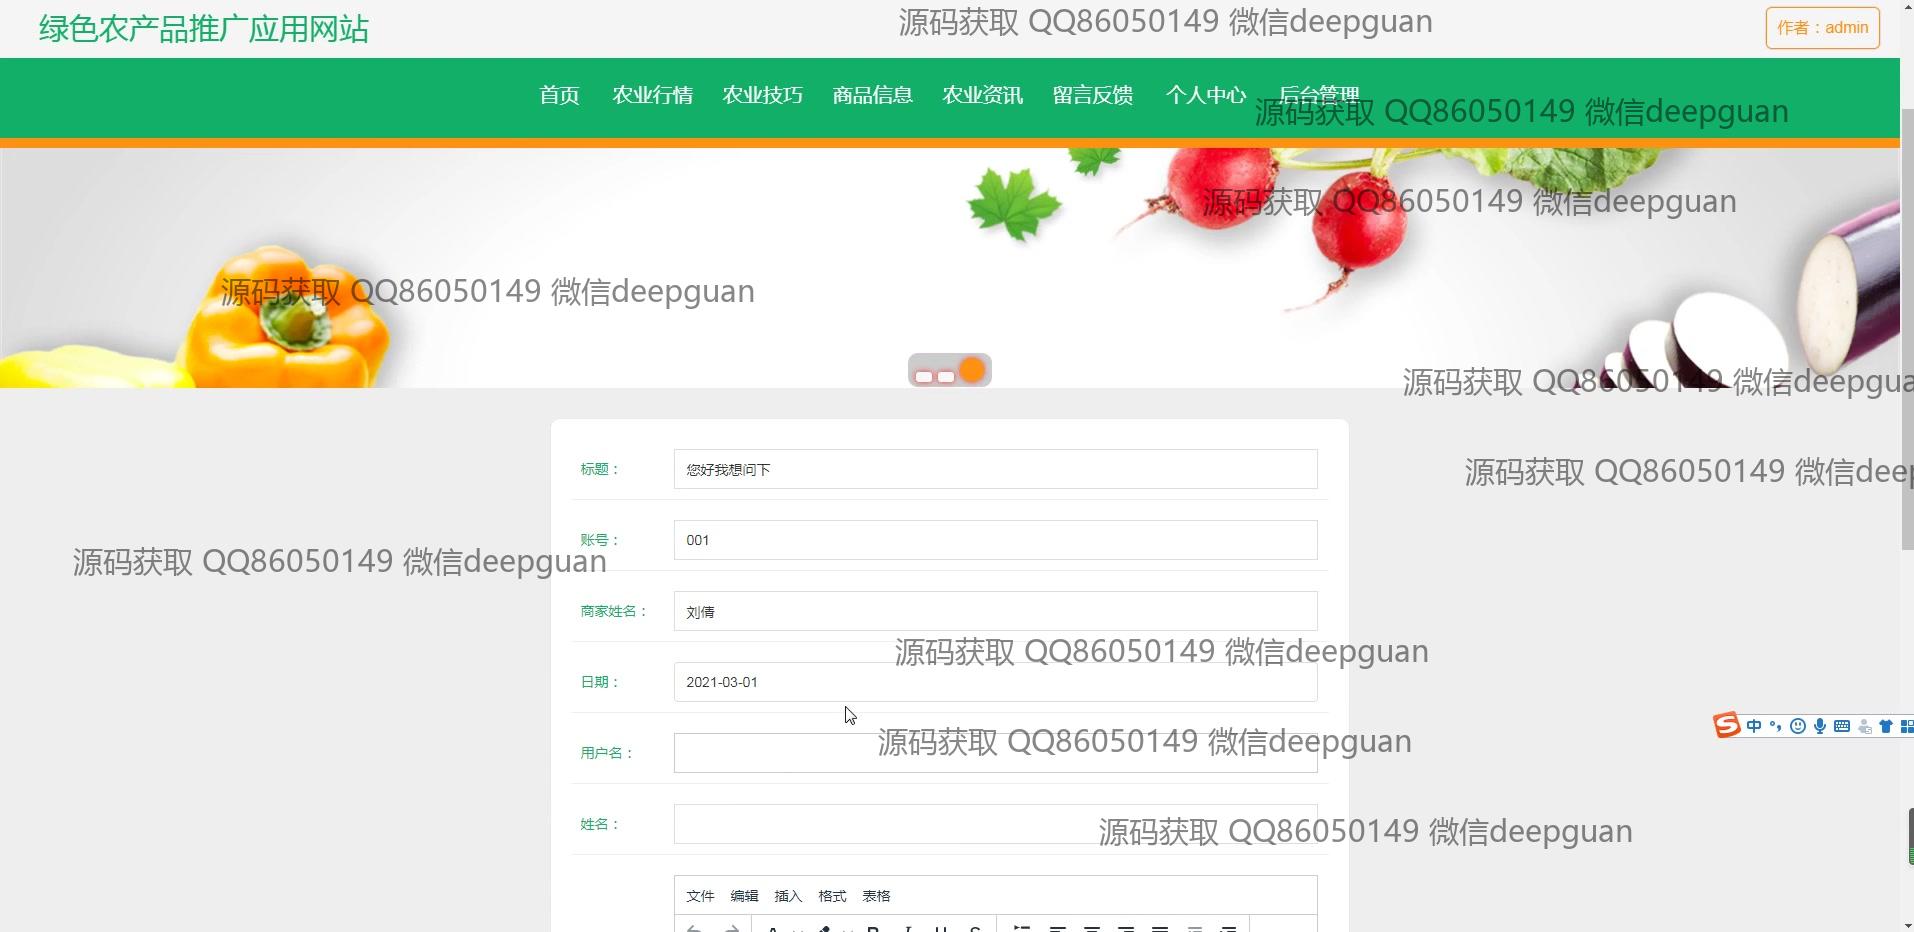 绿色农产品推广应用网站
源码获取 QQ86050149 微信deepguan
作者：admin
首页 农业行情 农业技巧 商品信息 农业资讯 留言反馈 个人中心 后台管理
源码获取 QQ86050149 微信deepguan
源码获取 QQ86050149 微信deepguan
源码获取 QQ86050149 微信deepguan
源码获取 QQ86050149 微信deepgua
标题： 您好我想问下
源码获取 QQ86050149 微信deep
账号： 001
源码获取 QQ86050149 微信deepguan
商家姓名： 刘倩
源码获取 QQ86050149 微信deepguan
日期： 2021-03-01
中
用户名：
源码获取 QQ86050149 微信deepguan
姓名：
源码获取 QQ86050149 微信deepguan
文件 编辑 插入 格式 表格